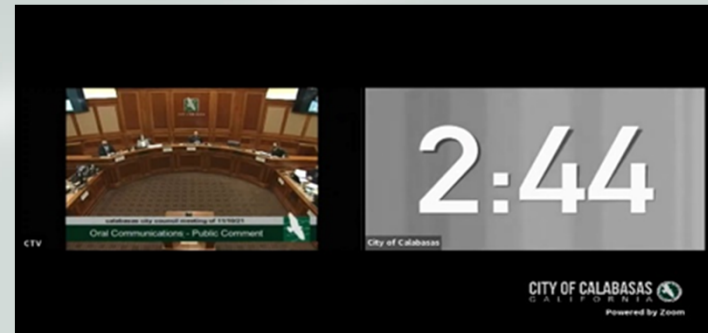 calabasas city council meeting of 11/10/21
Oral Communications - Public Comment
CTV
2:44
City of Calabasas
CITY OF CALABASAS
CALIFORNIA
Powered by Zoom